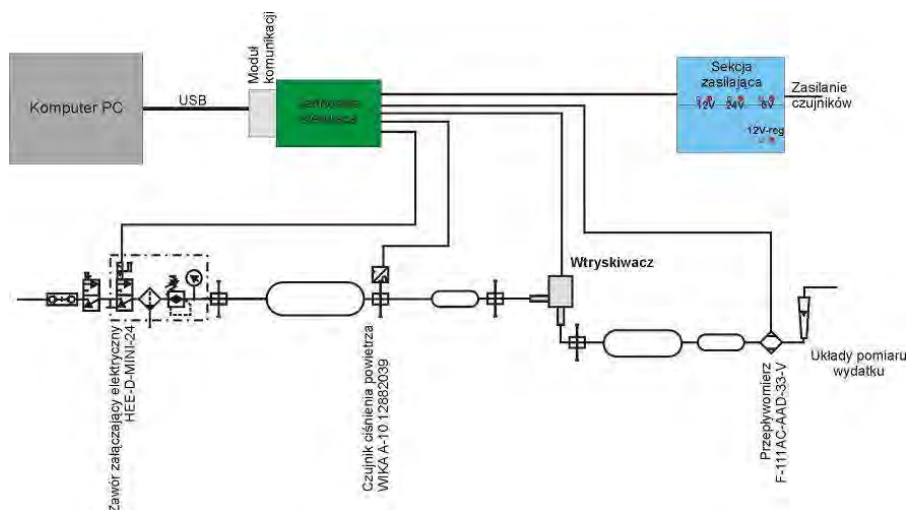 Komputer PC
USB
Moduł
komunikacji
Sekcja
zasilająca
12V 24V 5V
12V-reg
Zasilanie
czujników
Wtryskiwacz
Zawór załączający elektryczny
HEE-D-MINI-24
Czujnik ciśnienia powietrza
WIKA A-10 12882039
Przepływomierz
F-111AC-AAD-33-V
Układy pomiaru
wydatku